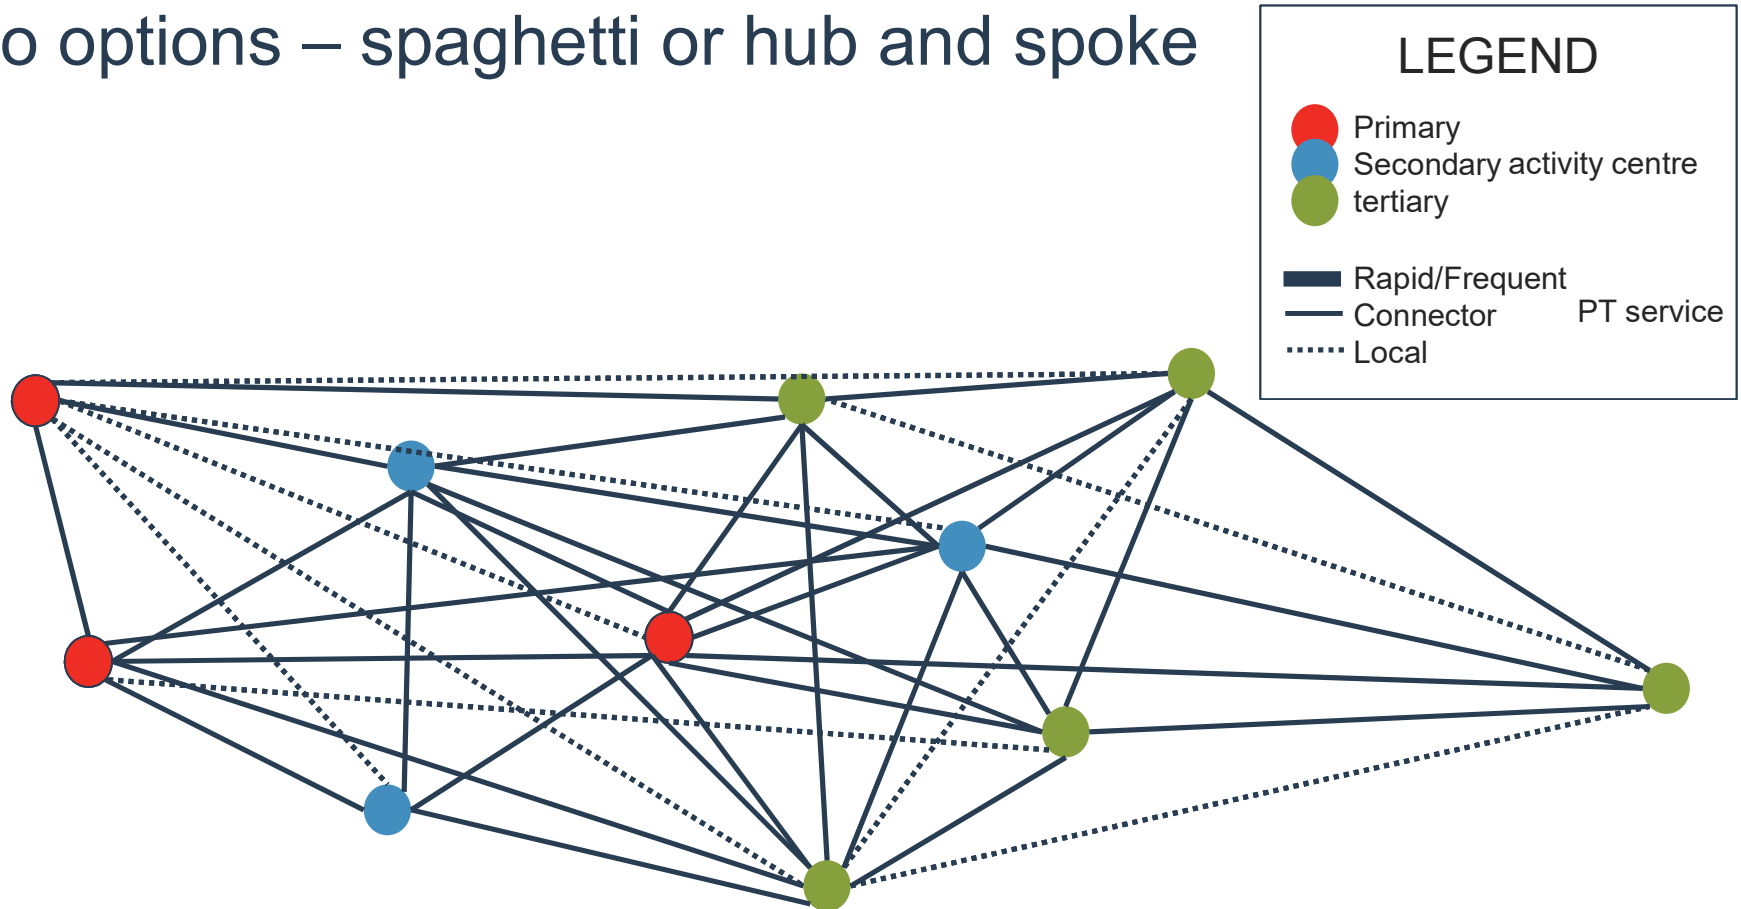 o options – spaghetti or hub and spoke
LEGEND
Primary
Secondary activity centre
tertiary
Rapid/Frequent
Connector PT service
Local